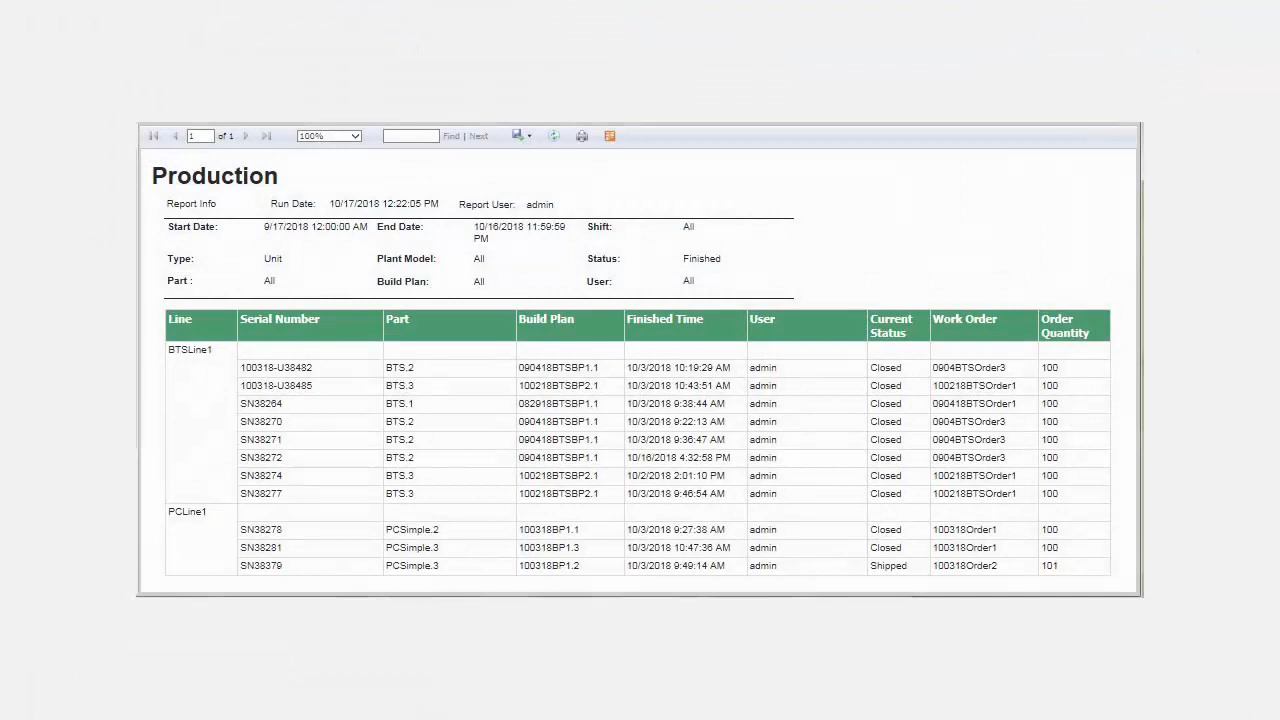 1 of 1 100% Find | Next
Production
Report Info Run Date: 10/17/2018 12:22:05 PM Report User: admin
Start Date: 9/17/2018 12:00:00 AM End Date: 10/16/2018 11:59:59 PM Shift: All
Type: Unit Plant Model: All Status: Finished
Part : All Build Plan: All User: All
Line Serial Number Part Build Plan Finished Time User Current Status Work Order Order Quantity
BTSLine1
100318-U38482 BTS.2 090418BTSBP1.1 10/3/2018 10:19:29 AM admin Closed 0904BTSOrder3 100
100318-U38485 BTS.3 100218BTSBP2.1 10/3/2018 10:43:51 AM admin Closed 100218BTSOrder1 100
SN38264 BTS.1 082918BTSBP1.1 10/3/2018 9:38:44 AM admin Closed 090418BTSOrder1 100
SN38270 BTS.2 090418BTSBP1.1 10/3/2018 9:22:13 AM admin Closed 0904BTSOrder3 100
SN38271 BTS.2 090418BTSBP1.1 10/3/2018 9:36:47 AM admin Closed 0904BTSOrder3 100
SN38272 BTS.2 090418BTSBP1.1 10/16/2018 4:32:58 PM admin Closed 0904BTSOrder3 100
SN38274 BTS.3 100218BTSBP2.1 10/2/2018 2:01:10 PM admin Closed 100218BTSOrder1 100
SN38277 BTS.3 100218BTSBP2.1 10/3/2018 9:46:54 AM admin Closed 100218BTSOrder1 100
PCLine1
SN38278 PCSimple.2 100318BP1.1 10/3/2018 9:27:38 AM admin Closed 100318Order1 100
SN38281 PCSimple.3 100318BP1.3 10/3/2018 10:47:36 AM admin Closed 100318Order1 100
SN38379 PCSimple.3 100318BP1.2 10/3/2018 9:49:14 AM admin Shipped 100318Order2 101